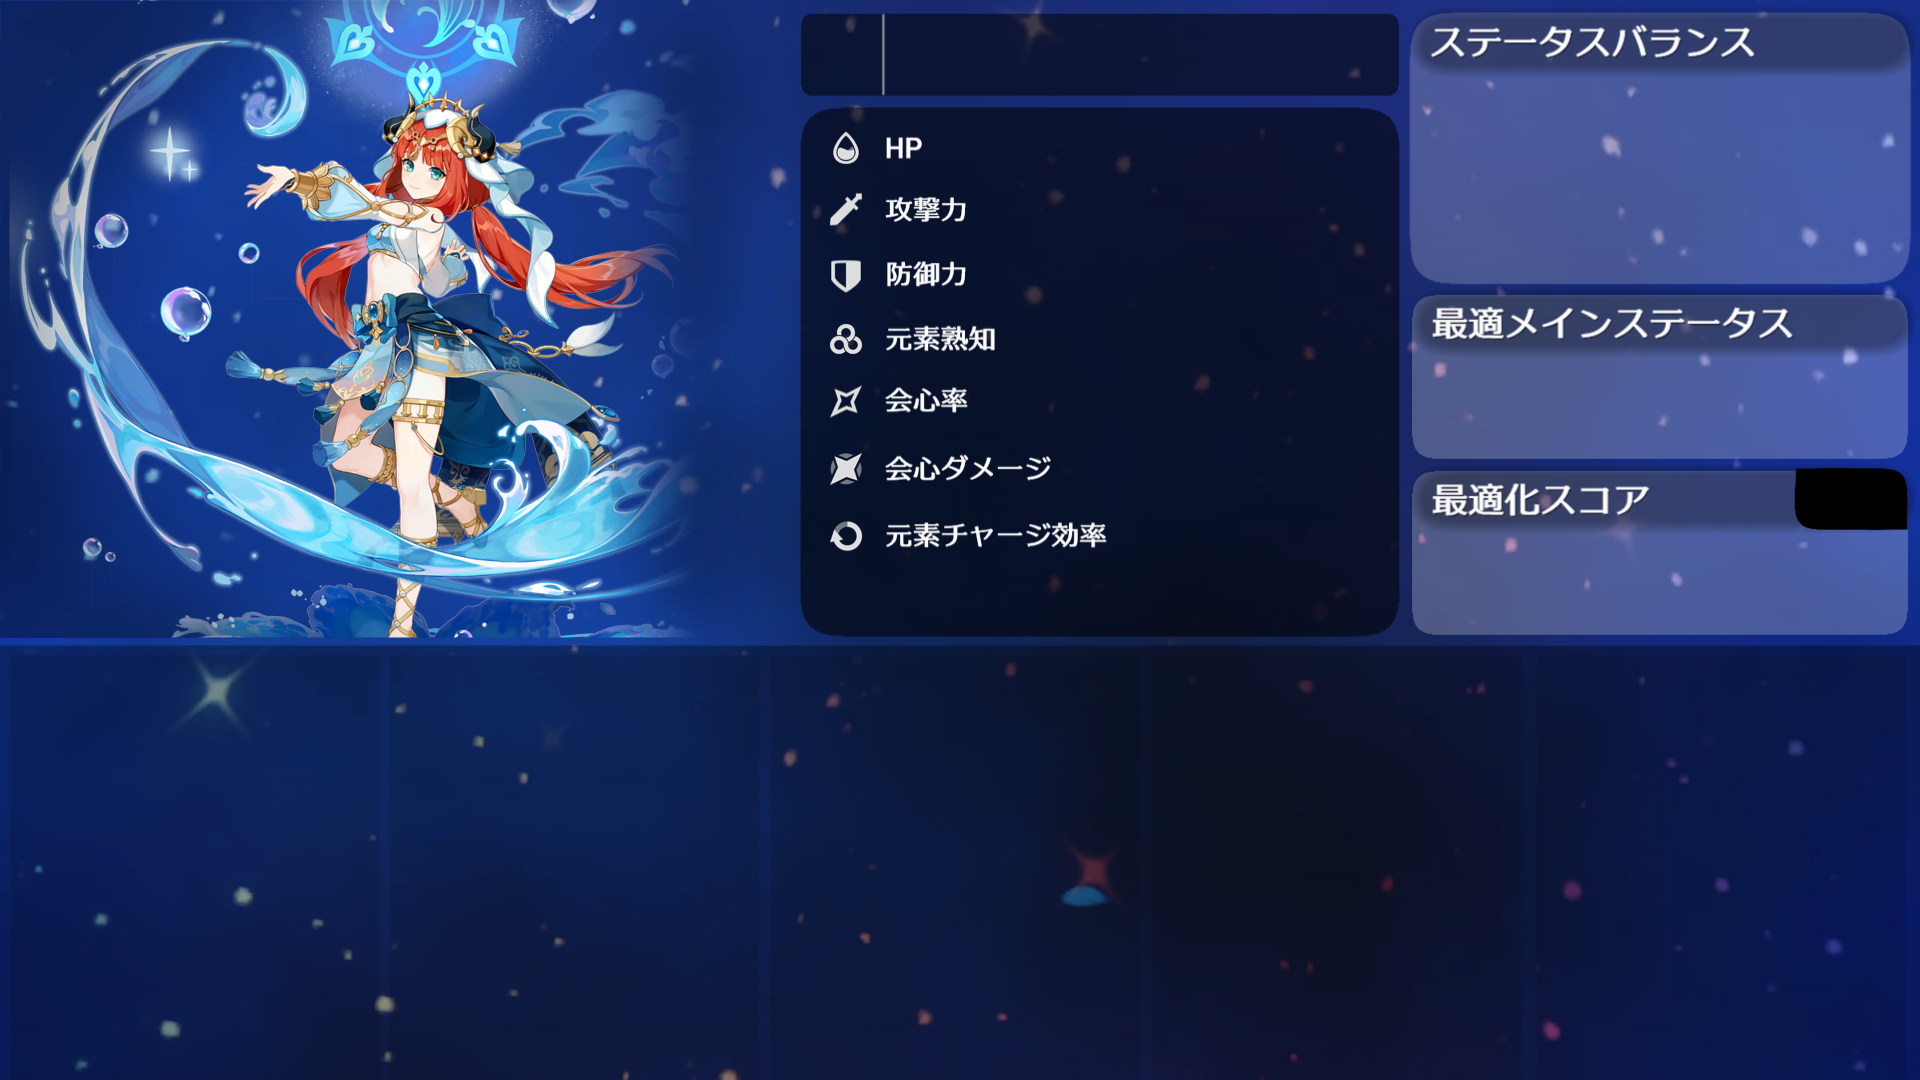 HP
攻撃力
防御力
元素熟知
会心率
会心ダメージ
元素チャージ効率
ステータスバランス
最適メインステータス
最適化スコア